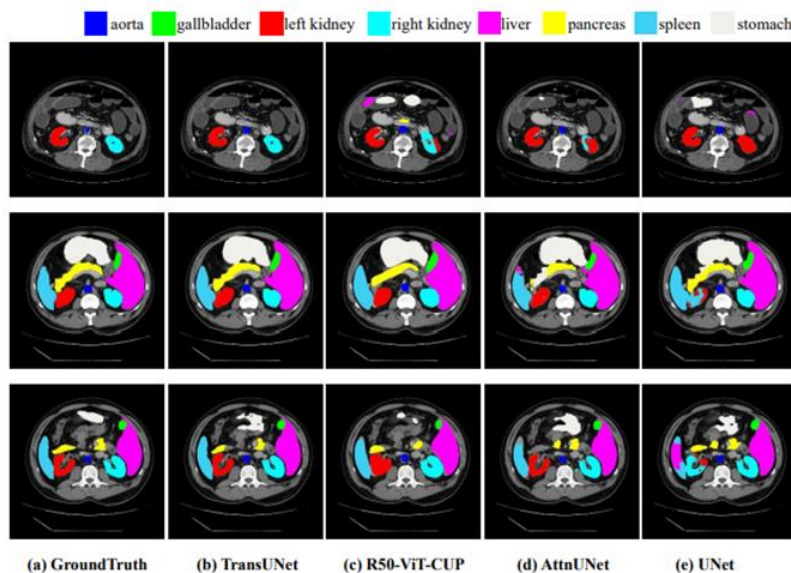 aorta gallbladder left kidney right kidney liver pancreas spleen stomach
(a) GroundTruth (b) TransUNet (c) R50-ViT-CUP (d) AttnUNet (e) UNet